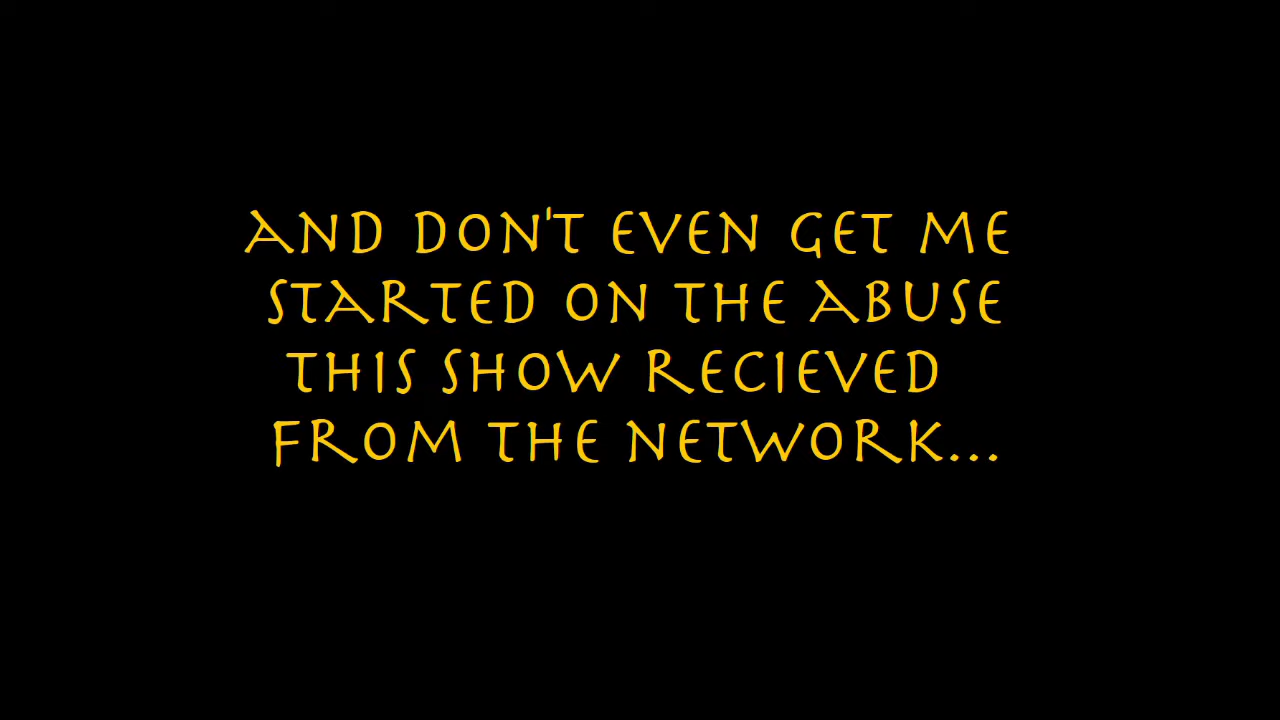 AND DON'T EVEN GET ME
STARTED ON THE ABUSE
THIS SHOW RECIEVED
FROM THE NETWORK...